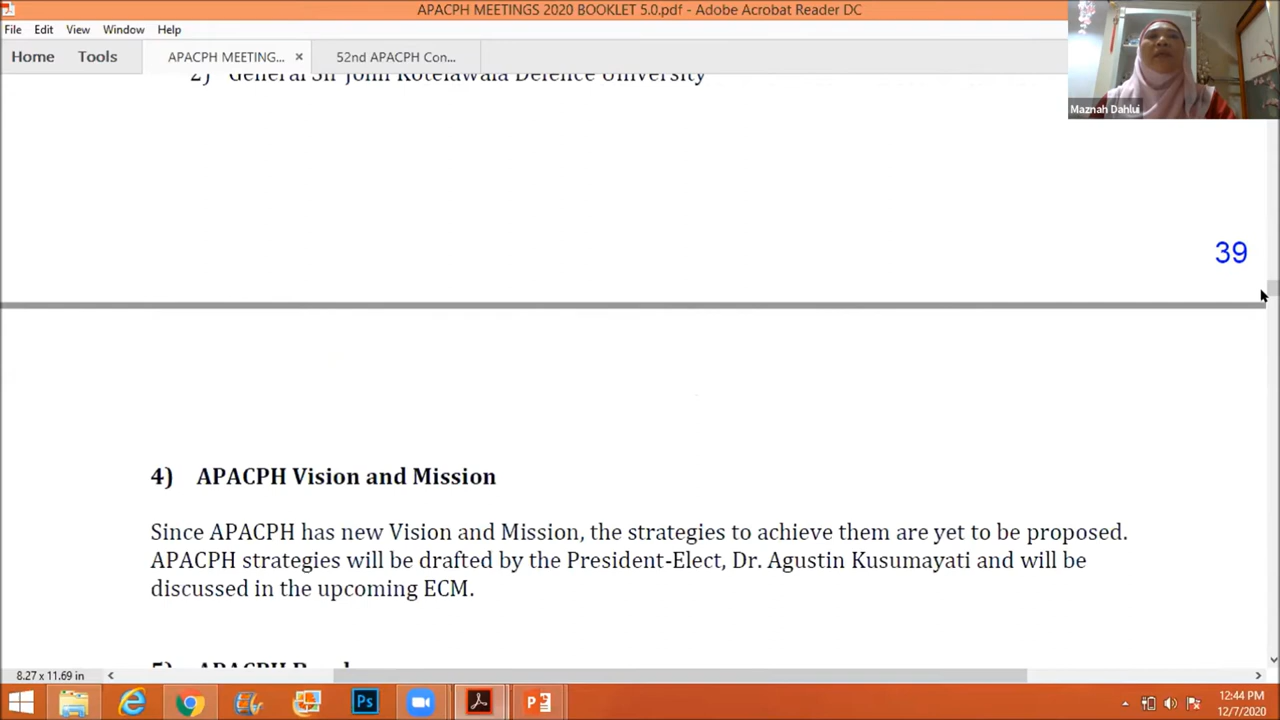 APACPH MEETINGS 2020 BOOKLET 5.0.pdf - Adobe Acrobat Reader DC
File Edit View Window Help
Home Tools APACPH MEETING... × 52nd APACPH Con...
2) General Sir John Kotelawala Defence University
Maznah Dahlui
39
4) APACPH Vision and Mission
Since APACPH has new Vision and Mission, the strategies to achieve them are yet to be proposed.
APACPH strategies will be drafted by the President-Elect, Dr. Agustin Kusumayati and will be
discussed in the upcoming ECM.
5) APACPH
8.27 x 11.69 in
Ps
P
12:44 PM
12/7/2020